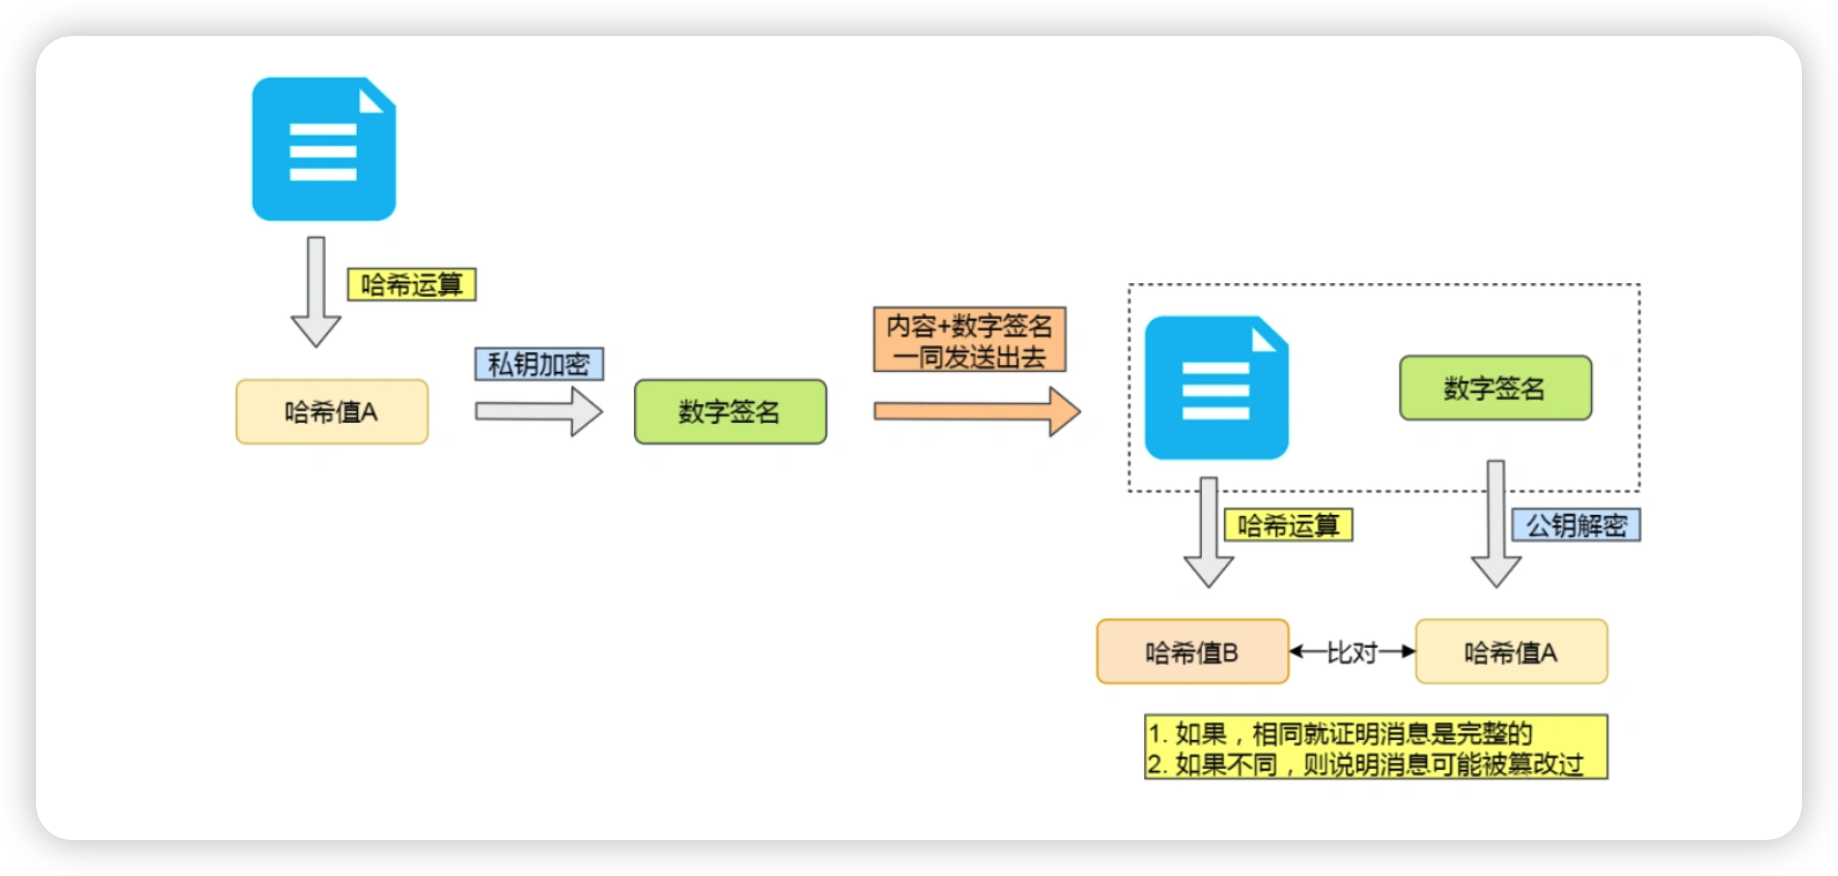 哈希运算
私钥加密
哈希值A
数字签名
内容+数字签名
一同发送出去
数字签名
哈希运算
公钥解密
哈希值B
比对
哈希值A
1. 如果，相同就证明消息是完整的
2. 如果不同，则说明消息可能被篡改过